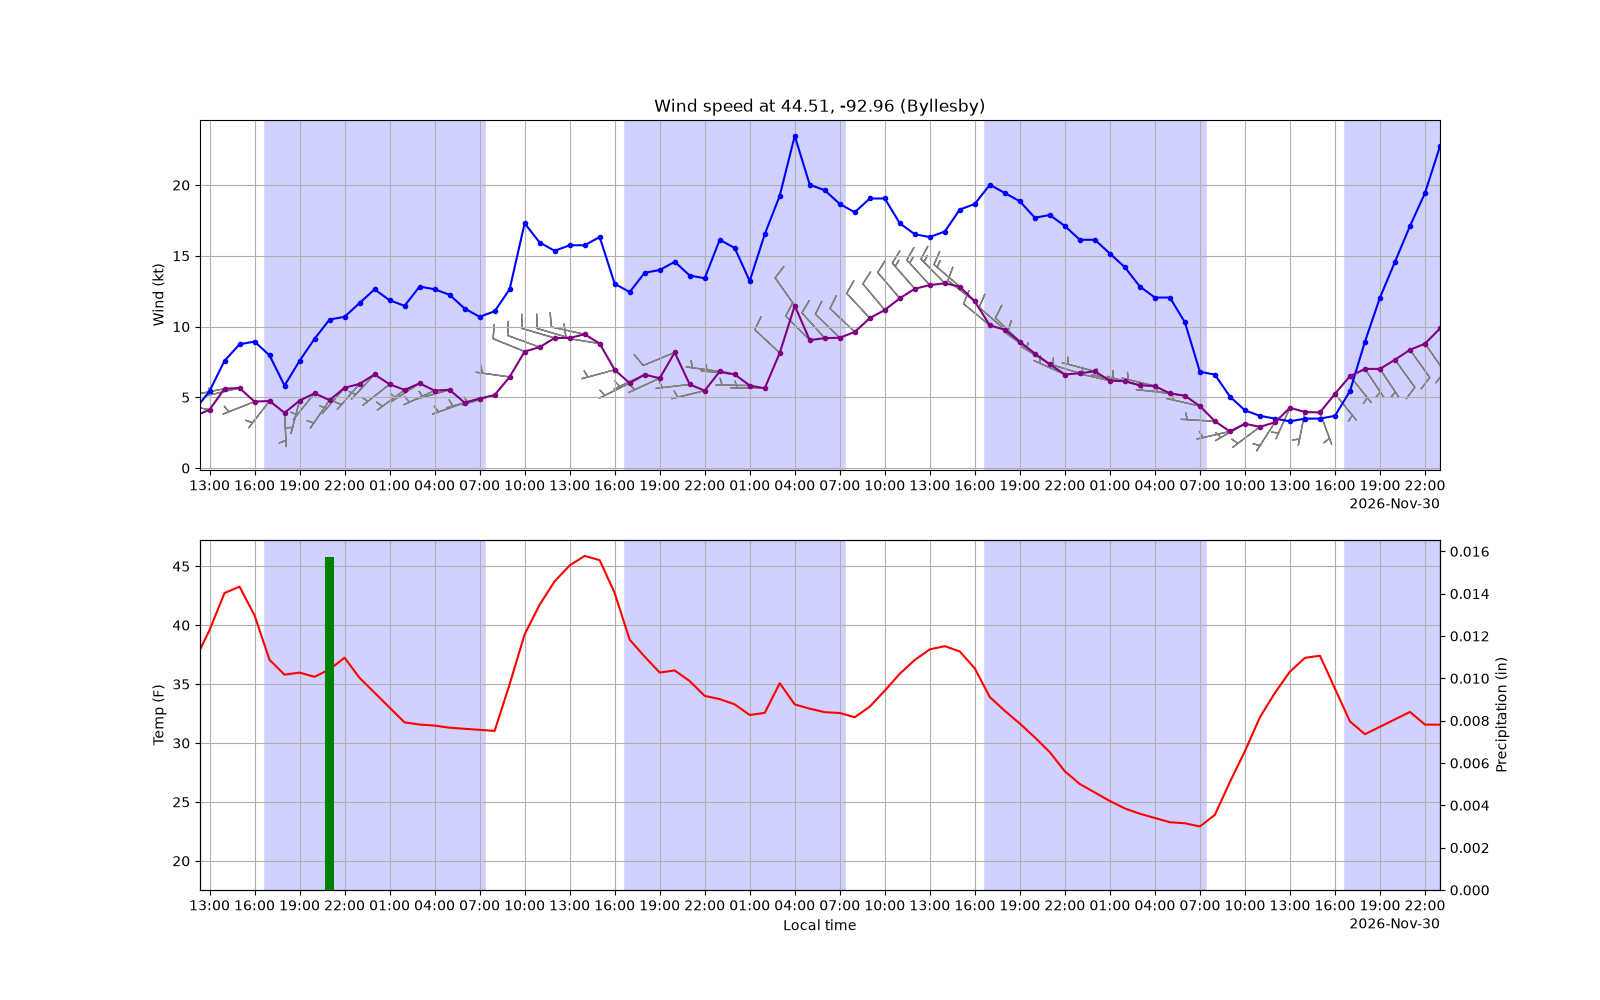 Wind speed at 44.51, -92.96 (Byllesby)
Wind (kt)
20
15
10
5
0
13:00 16:00 19:00 22:00 01:00 04:00 07:00 10:00 13:00 16:00 19:00 22:00 01:00 04:00 07:00 10:00 13:00 16:00 19:00 22:00 01:00 04:00 07:00 10:00 13:00 16:00 19:00 22:00
2026-Nov-30
Temp (F)
45
40
35
30
25
20
0.016
0.014
0.012
0.010
0.008
0.006
0.004
0.002
0.000
Precipitation (in)
13:00 16:00 19:00 22:00 01:00 04:00 07:00 10:00 13:00 16:00 19:00 22:00 01:00 04:00 07:00 10:00 13:00 16:00 19:00 22:00 01:00 04:00 07:00 10:00 13:00 16:00 19:00 22:00
Local time
2026-Nov-30